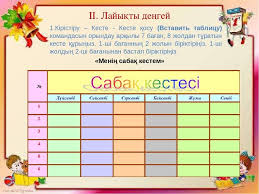 II. Лайықты деңгей
1.Кірістіру – Кесте - Кесте қосу (Вставить таблицу)
командасын орындау арқылы 7 баған, 8 жолдан тұратын
кесте құрыңыз. 1-ші бағанның 2 жолын біріктіріңіз. 1-ші
жолдың 2-ші бағанынан бастап біріктіріңіз
«Менің сабақ кестем»
№ Сабақ кестесі
Дүйсенбі Сейсенбі Сәрсенбі Бейсенбі Жұма Сенбі
1
2
3
4
5
6